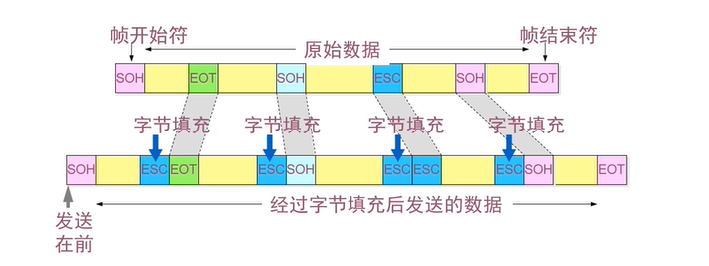 帧开始符
原始数据
帧结束符
SOH EOT SOH ESC SOH EOT
字节填充 字节填充 字节填充 字节填充
SOH ESC EOT ESC SOH ESC ESC ESC SOH EOT
经过字节填充后发送的数据
发送
在前